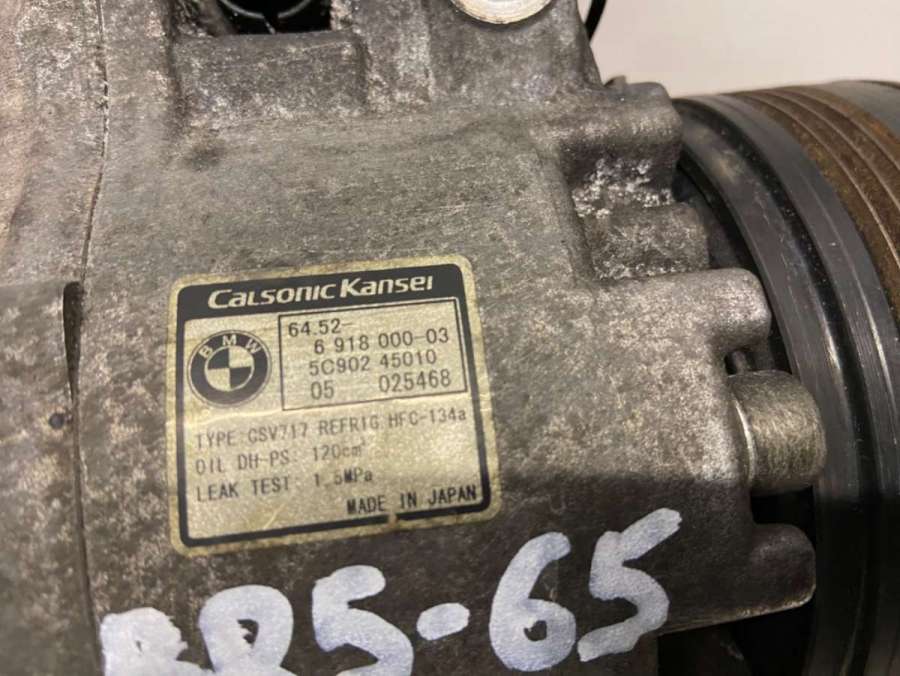 Calsonic Kansei
BMW
64.52-
6 918 000-03
5C902 45010
05 025468
TYPE: CSV717 REFRIG HFC-134a
OIL DH-PS: 120cm³
LEAK TEST: 1.5MPa
MADE IN JAPAN
RR5-65